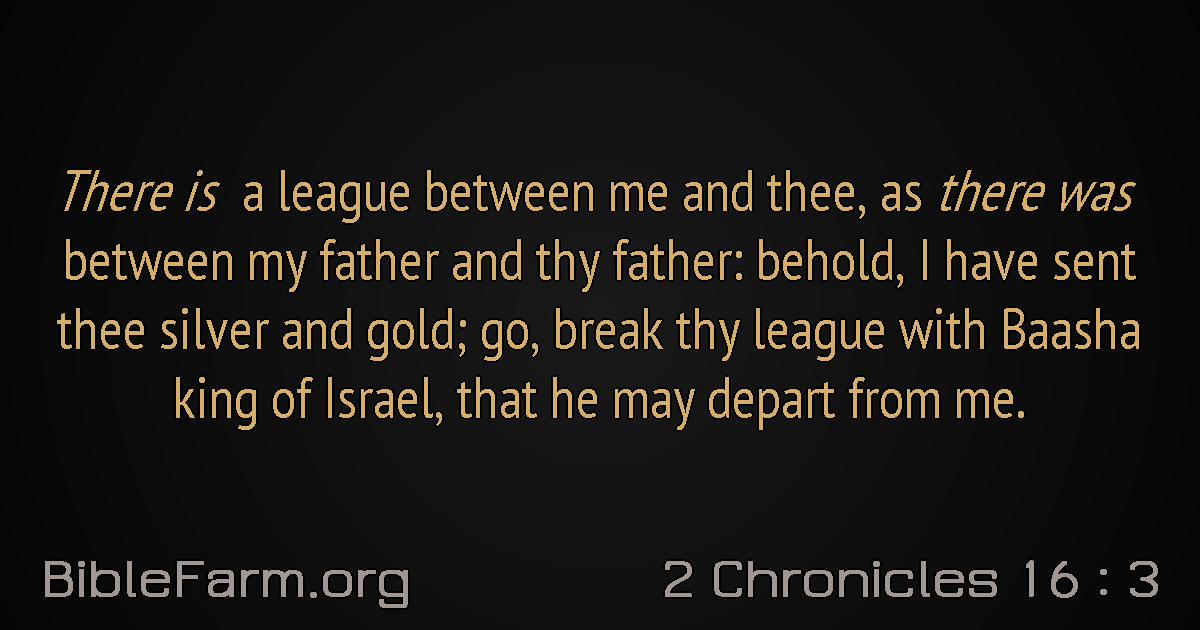 There is a league between me and thee, as there was
between my father and thy father: behold, I have sent
thee silver and gold; go, break thy league with Baasha
king of Israel, that he may depart from me.
BibleFarm.org
2 Chronicles 16 : 3